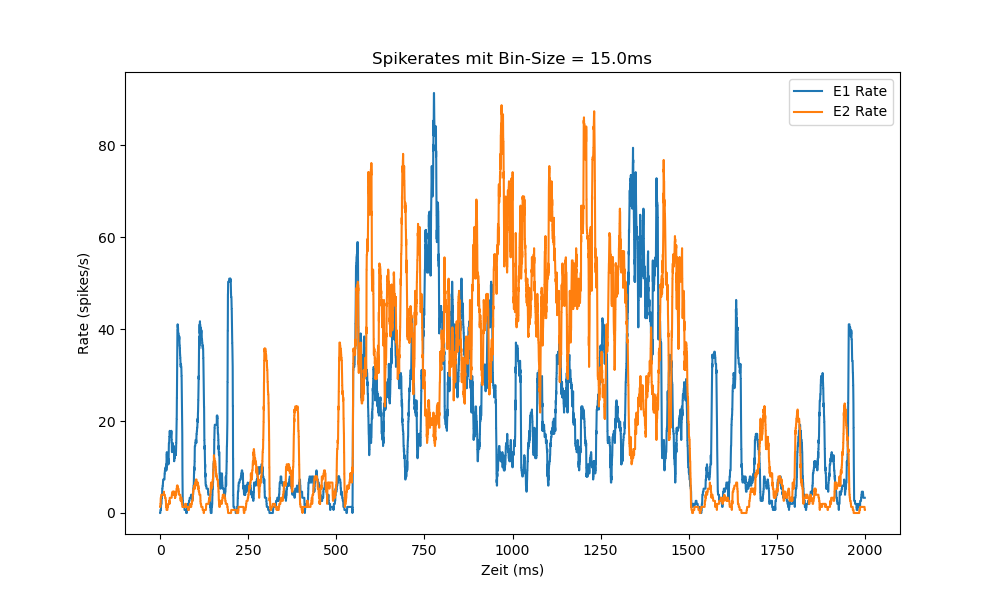 Spikerates mit Bin-Size = 15.0ms
E1 Rate
E2 Rate
80
60
40
20
0
Rate (spikes/s)
0 250 500 750 1000 1250 1500 1750 2000
Zeit (ms)